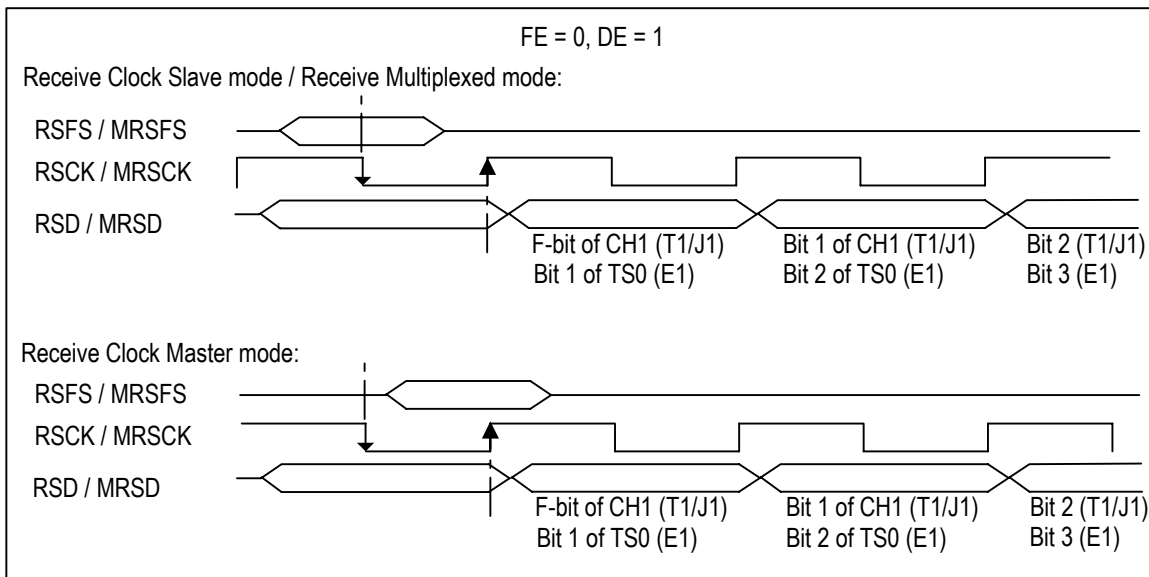 FE = 0, DE = 1
Receive Clock Slave mode / Receive Multiplexed mode:
RSFS / MRSFS
RSCK / MRSCK
RSD / MRSD
F-bit of CH1 (T1/J1) Bit 1 of CH1 (T1/J1) Bit 2 (T1/J1)
Bit 1 of TS0 (E1) Bit 2 of TS0 (E1) Bit 3 (E1)
Receive Clock Master mode:
RSFS / MRSFS
RSCK / MRSCK
RSD / MRSD
F-bit of CH1 (T1/J1) Bit 1 of CH1 (T1/J1) Bit 2 (T1/J1)
Bit 1 of TS0 (E1) Bit 2 of TS0 (E1) Bit 3 (E1)